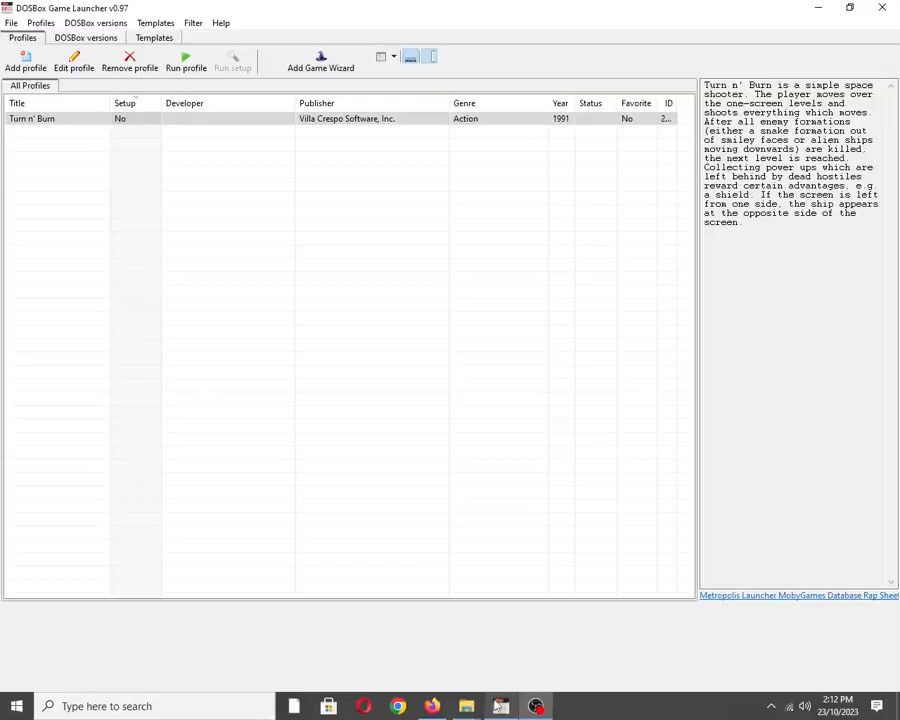 DOSBox Game Launcher v0.97
File Profiles DOSBox versions Templates Filter Help
Profiles DOSBox versions Templates
Add profile Edit profile Remove profile Run profile Run setup Add Game Wizard
All Profiles
Title Setup Developer Publisher Genre Year Status Favorite ID
Turn n' Burn No Villa Crespo Software, Inc. Action 1991 No 2...
Turn n' Burn is a simple space
shooter. The player moves over
the one-screen levels and
shoots everything which moves.
After all enemy formations
(either a snake formation out
of smiley faces or alien ships
moving downwards) are killed,
the next level is reached.
Collecting power ups which are
left behind by dead hostiles
reward certain advantages, e.g.
a shield. If the screen is left
from one side, the ship appears
at the opposite side of the
screen.
Metropolis Launcher MobyGames Database Rap Sheet
Type here to search
2:12 PM
23/10/2023